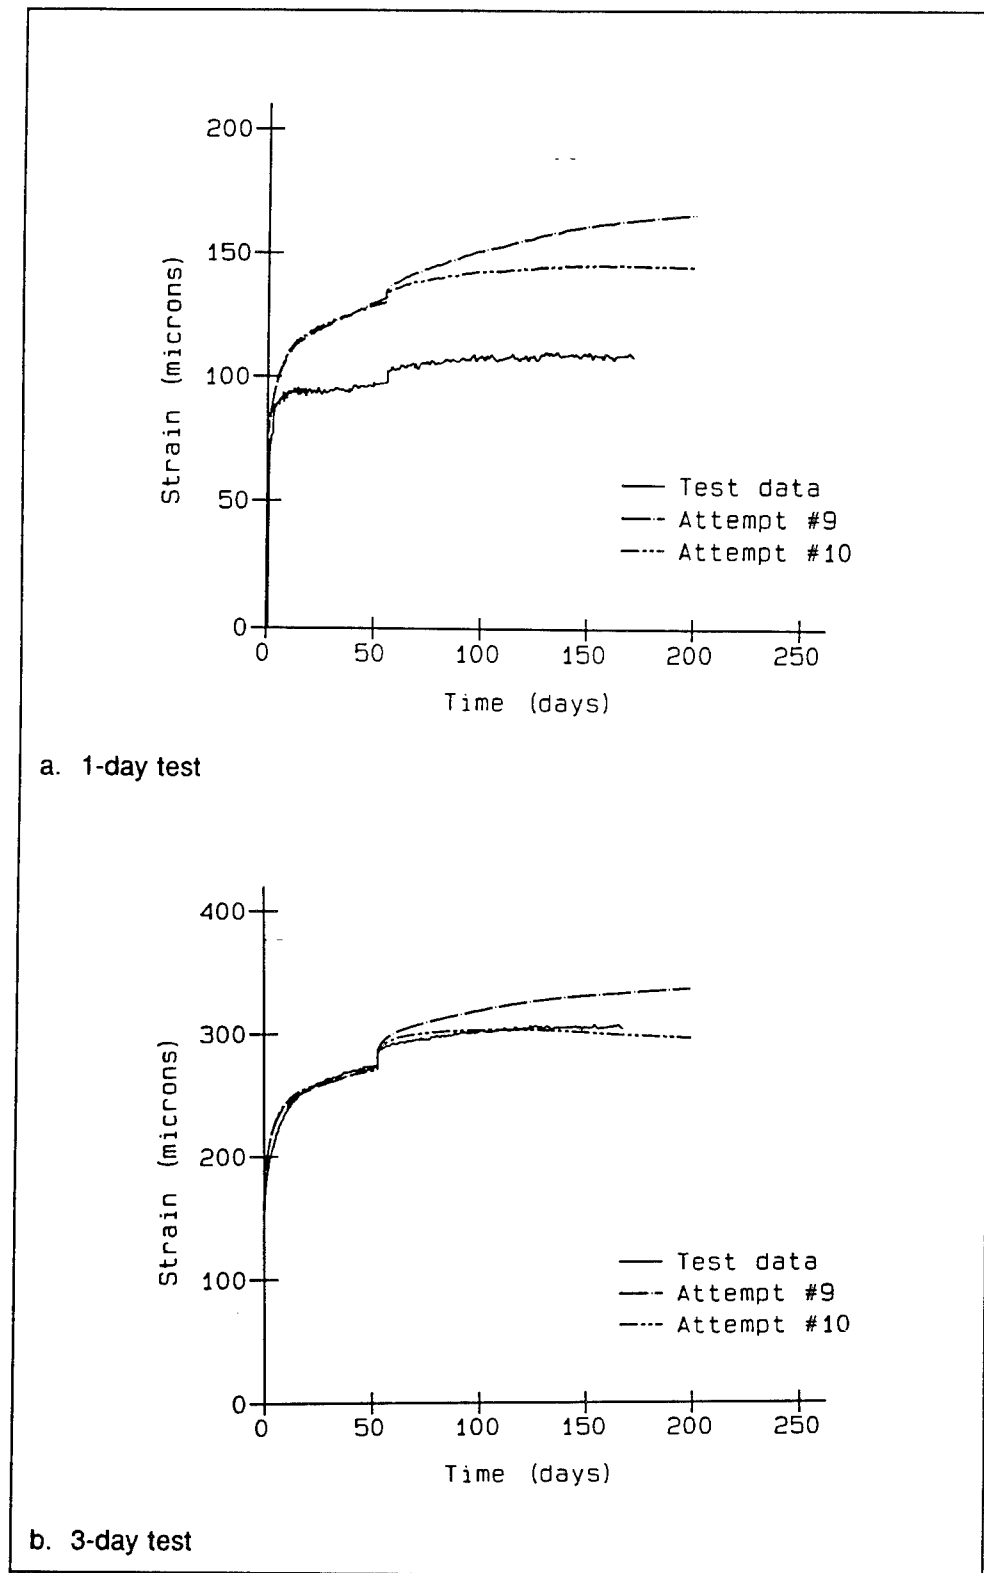 200
150
100
50
0
Strain (microns)
Test data
Attempt #9
Attempt #10
0 50 100 150 200 250
Time (days)
a. 1-day test
400
300
200
100
0
Strain (microns)
Test data
Attempt #9
Attempt #10
0 50 100 150 200 250
Time (days)
b. 3-day test